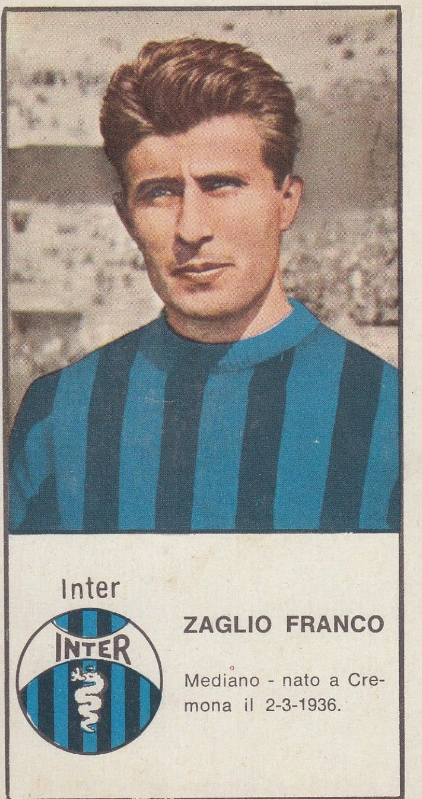 Inter
INTER
ZAGLIO FRANCO
Mediano - nato a Cre-
mona il 2-3-1936.